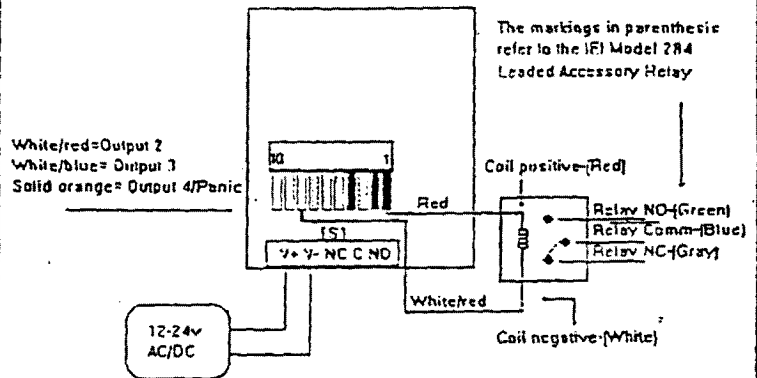 The markings in parenthesis
refer to the IEI Model 284
Leaded Accessory Relay
White/red=Output 2
White/blue= Output 3
Solid orange= Output 4/Panic
10 1
Coil positive-(Red)
Red
Relay NO-(Green)
Relay Comm-(Blue)
Relay NC-(Gray)
V+ V- NC C NO
White/red
12-24v
AC/DC
Coil negative-(White)